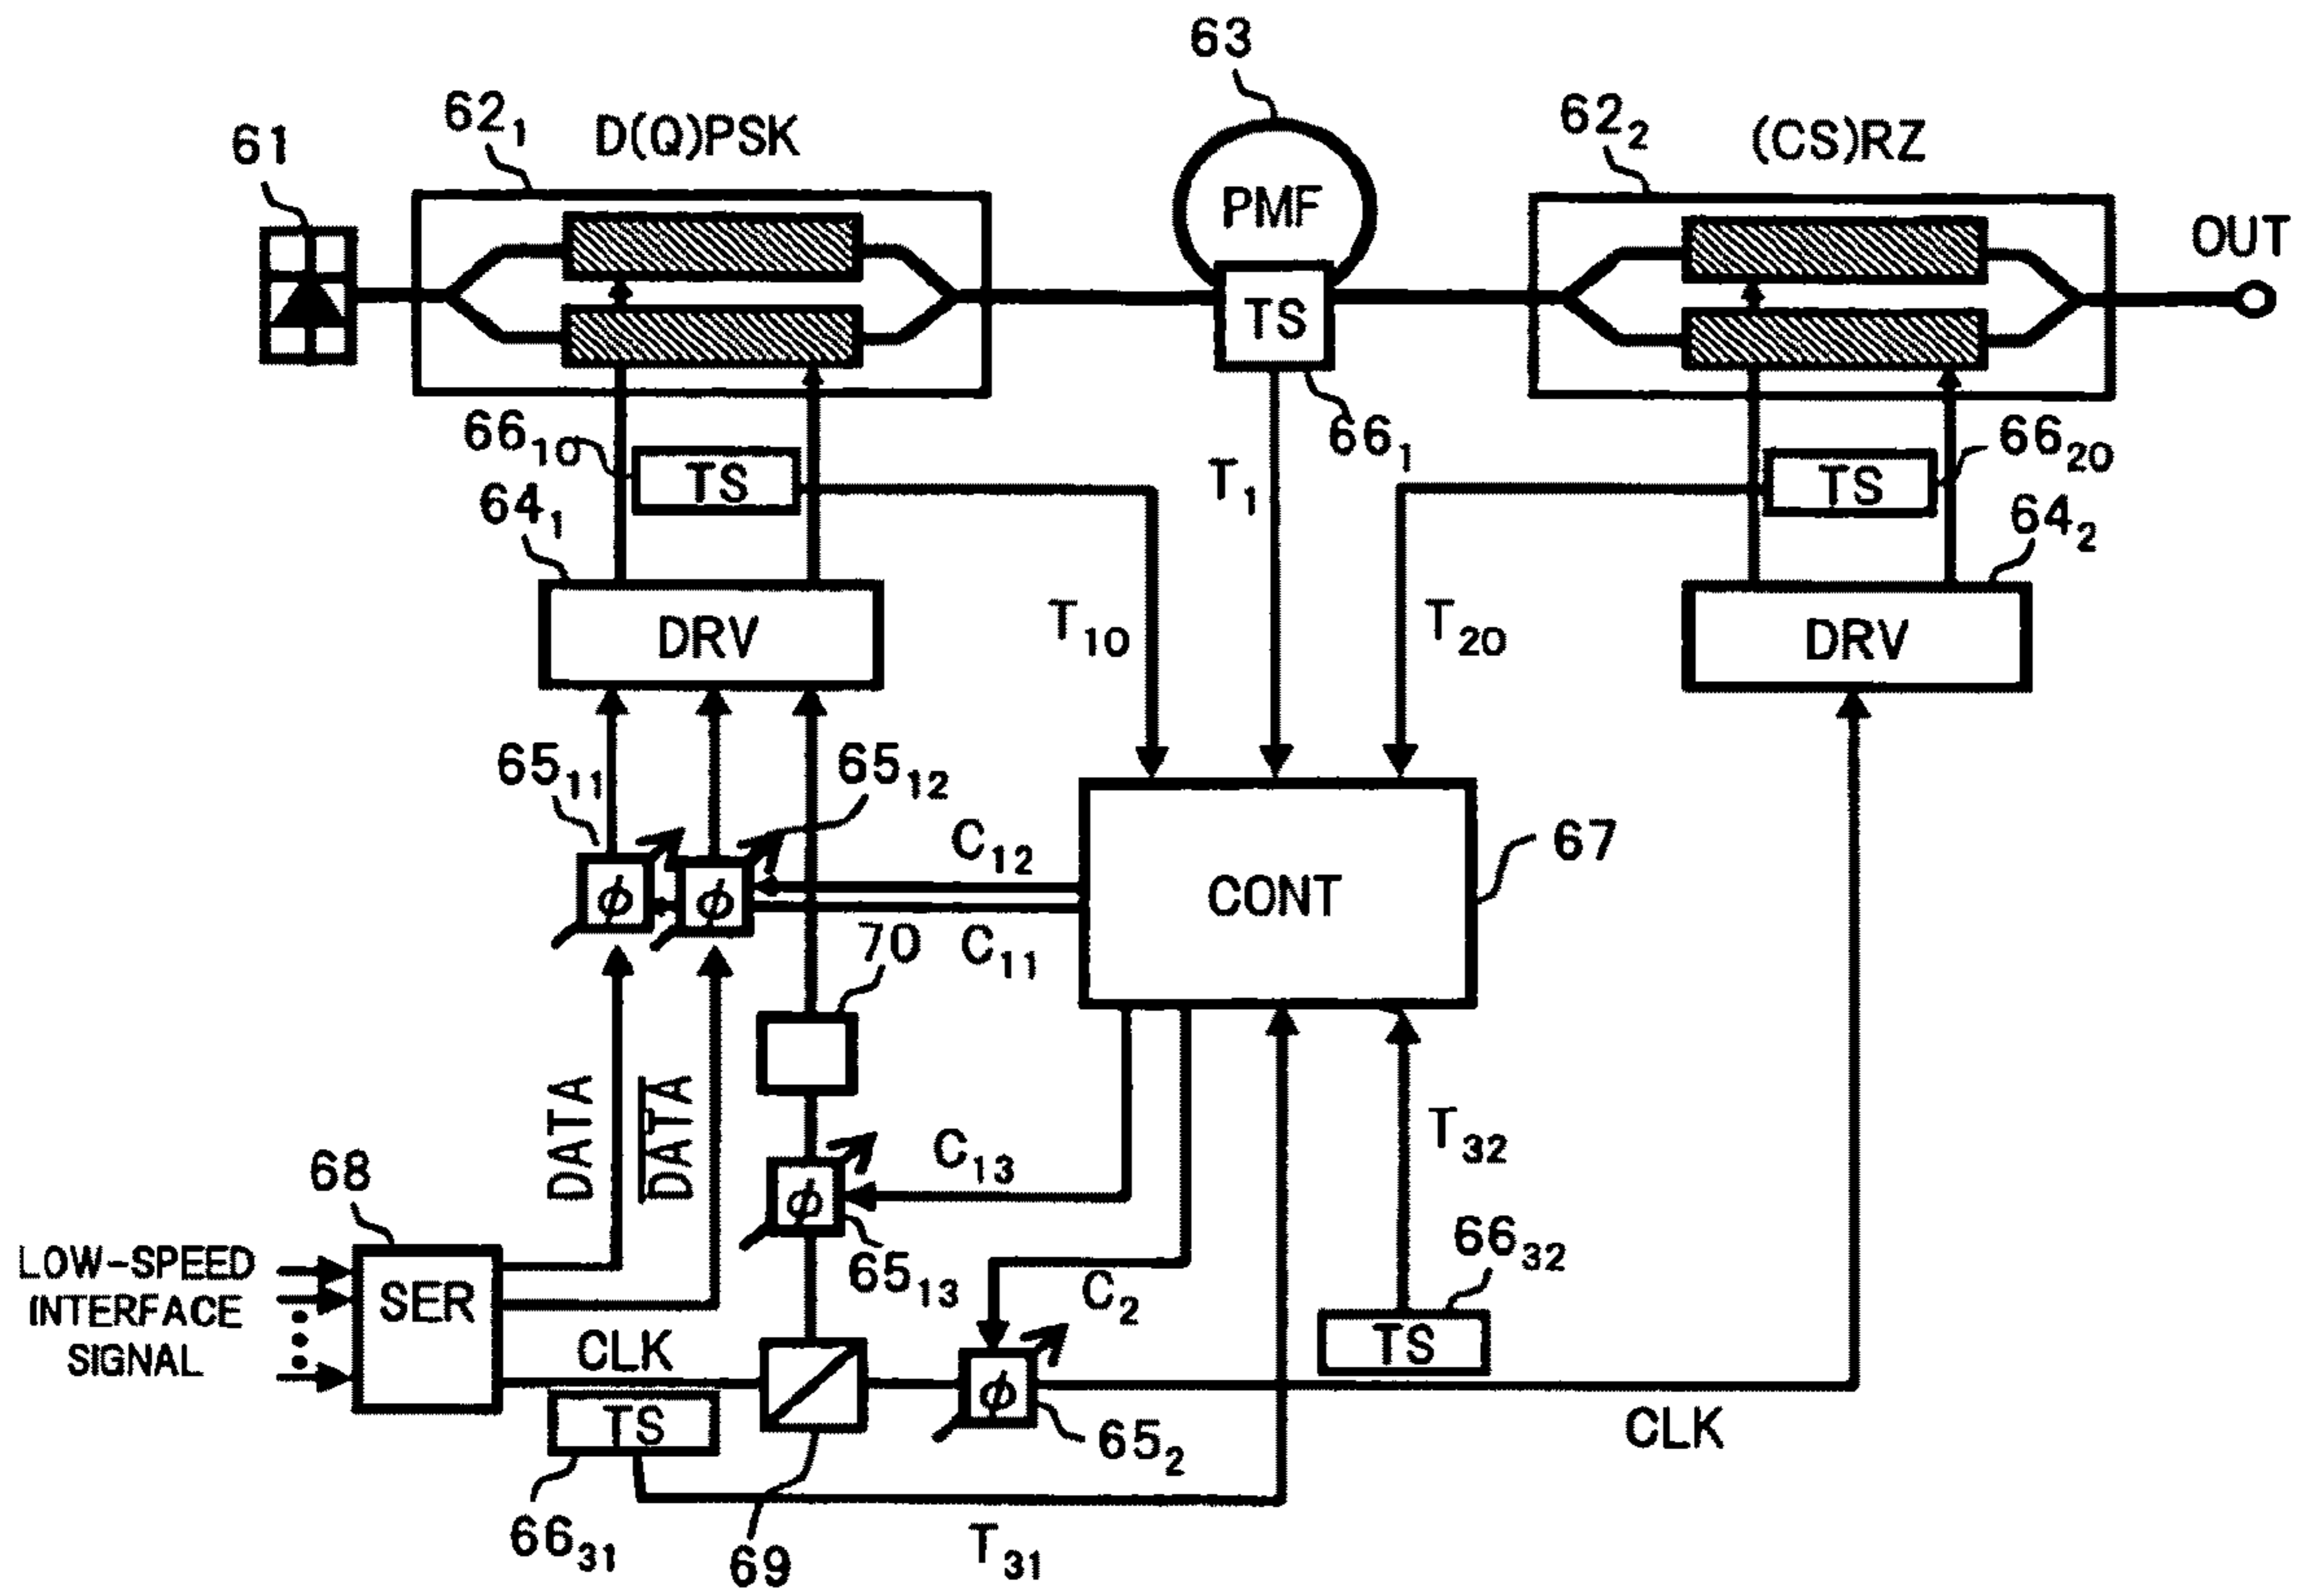 63
62₁
D(Q)PSK
62₂
(CS)RZ
61
PMF
OUT
TS
66₁₀
TS
66₁
T₁
TS
66₂₀
64₁
64₂
DRV
T₁₀
T₂₀
DRV
65₁₁
65₁₂
C₁₂
67
ϕ
ϕ
CONT
C₁₁
70
DATA
D̅A̅T̅A̅
C₁₃
T₃₂
68
ϕ
65₁₃
66₃₂
LOW-SPEED
INTERFACE
SIGNAL
SER
C₂
TS
CLK
ϕ
TS
65₂
CLK
66₃₁
69
T₃₁